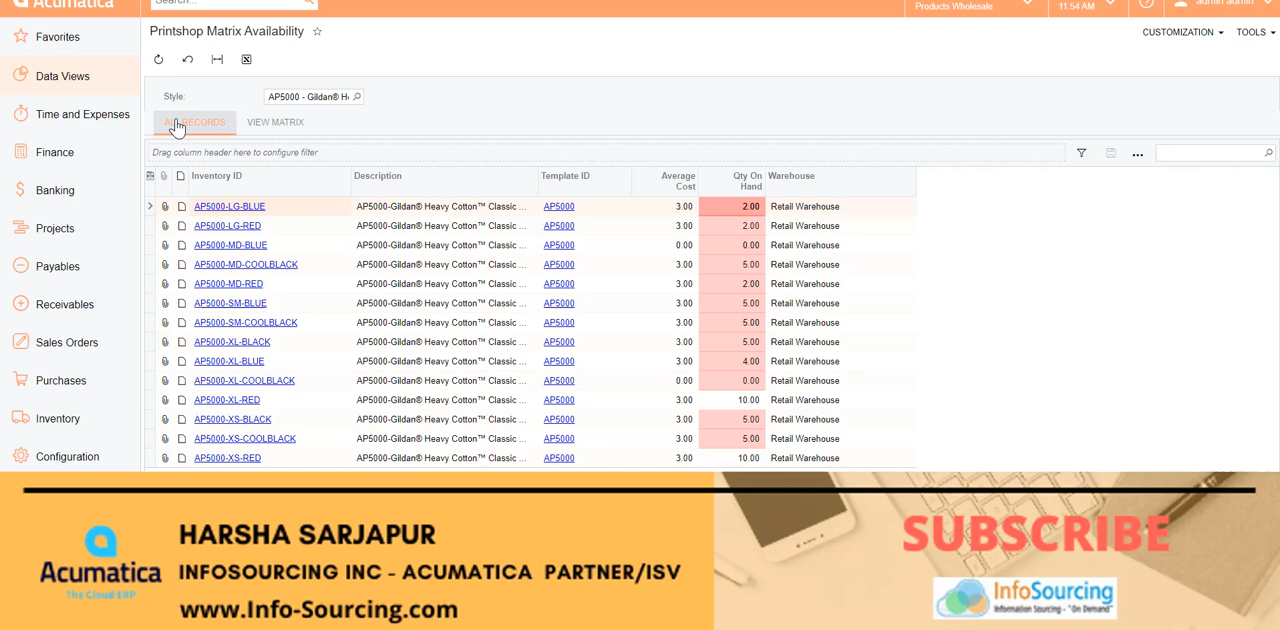 Acumatica
Search...
Products Wholesale
11:54 AM
admin admin
Favorites
Data Views
Time and Expenses
Finance
Banking
Projects
Payables
Receivables
Sales Orders
Purchases
Inventory
Configuration
Printshop Matrix Availability
CUSTOMIZATION TOOLS
Style: AP5000 - Gildan® H
ALL RECORDS VIEW MATRIX
Drag column header here to configure filter
Inventory ID Description Template ID Average Cost Qty On Hand Warehouse
AP5000-LG-BLUE AP5000-Gildan® Heavy Cotton™ Classic ... AP5000 3.00 2.00 Retail Warehouse
AP5000-LG-RED AP5000-Gildan® Heavy Cotton™ Classic ... AP5000 3.00 2.00 Retail Warehouse
AP5000-MD-BLUE AP5000-Gildan® Heavy Cotton™ Classic ... AP5000 0.00 0.00 Retail Warehouse
AP5000-MD-COOLBLACK AP5000-Gildan® Heavy Cotton™ Classic ... AP5000 3.00 5.00 Retail Warehouse
AP5000-MD-RED AP5000-Gildan® Heavy Cotton™ Classic ... AP5000 3.00 2.00 Retail Warehouse
AP5000-SM-BLUE AP5000-Gildan® Heavy Cotton™ Classic ... AP5000 3.00 5.00 Retail Warehouse
AP5000-SM-COOLBLACK AP5000-Gildan® Heavy Cotton™ Classic ... AP5000 3.00 5.00 Retail Warehouse
AP5000-XL-BLACK AP5000-Gildan® Heavy Cotton™ Classic ... AP5000 3.00 5.00 Retail Warehouse
AP5000-XL-BLUE AP5000-Gildan® Heavy Cotton™ Classic ... AP5000 3.00 4.00 Retail Warehouse
AP5000-XL-COOLBLACK AP5000-Gildan® Heavy Cotton™ Classic ... AP5000 0.00 0.00 Retail Warehouse
AP5000-XL-RED AP5000-Gildan® Heavy Cotton™ Classic ... AP5000 3.00 10.00 Retail Warehouse
AP5000-XS-BLACK AP5000-Gildan® Heavy Cotton™ Classic ... AP5000 3.00 5.00 Retail Warehouse
AP5000-XS-COOLBLACK AP5000-Gildan® Heavy Cotton™ Classic ... AP5000 3.00 5.00 Retail Warehouse
AP5000-XS-RED AP5000-Gildan® Heavy Cotton™ Classic ... AP5000 3.00 10.00 Retail Warehouse
Acumatica
The Cloud ERP
HARSHA SARJAPUR
INFOSOURCING INC - ACUMATICA PARTNER/ISV
www.Info-Sourcing.com
SUBSCRIBE
InfoSourcing
Information Sourcing - "On Demand"